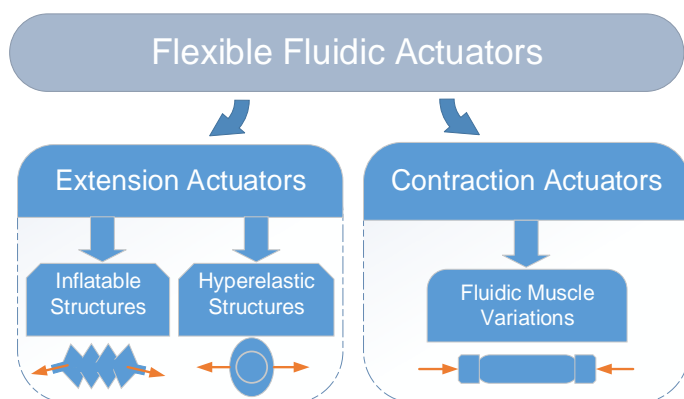 Flexible Fluidic Actuators
Extension Actuators
Contraction Actuators
Inflatable
Structures
Hyperelastic
Structures
Fluidic Muscle
Variations